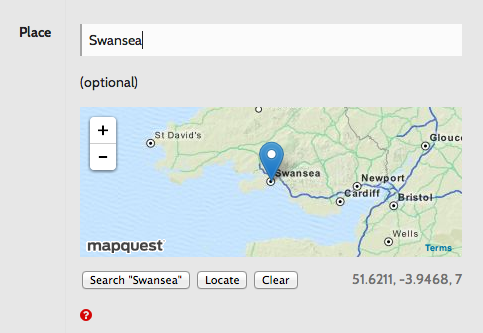 Place
Swansea
(optional)
+
−
St David's
Glouc
Swansea
Newport
Cardiff
Bristol
Wells
mapquest
Terms
Search "Swansea"
Locate
Clear
51.6211, -3.9468, 7
?